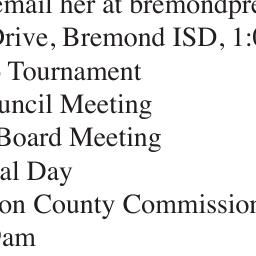 email her at bremondpre
Drive, Bremond ISD, 1:0
Tournament
uncil Meeting
Board Meeting
al Day
on County Commission
am